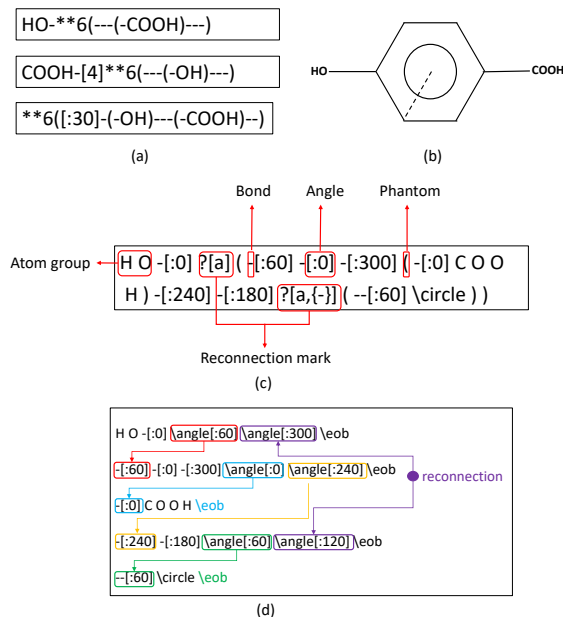 HO-**6(---(-COOH)---)
COOH-[4]**6(---(-OH)---)
**6([:30]-(-OH)---(-COOH)--)
(a)
HO
COOH
(b)
Bond
Angle
Phantom
Atom group
H O -[:0] ?[a] ( -[:60] -[:0] -[:300] ( -[:0] C O O
H ) -[:240] -[:180] ?[a,{-}] ( --[:60] \circle ) )
Reconnection mark
(c)
H O -[:0] \angle[:60] \angle[:300] \eob
-[:60] -[:0] -[:300] \angle[:0] \angle[:240] \eob
reconnection
-[:0] C O O H \eob
-[:240] -[:180] \angle[:60] \angle[:120] \eob
--[:60] \circle \eob
(d)